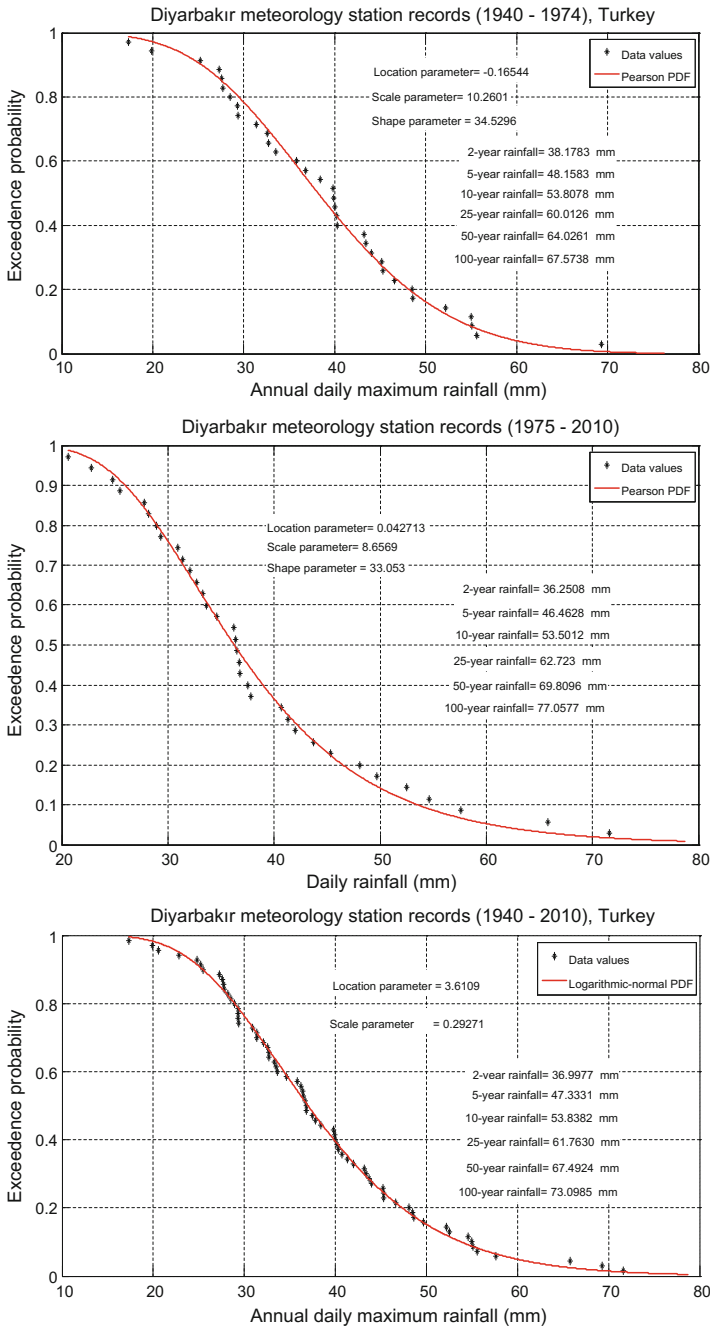 Diyarbakır meteorology station records (1940 - 1974), Turkey
1
Data values
Pearson PDF
Location parameter= -0.16544
Scale parameter= 10.2601
Shape parameter = 34.5296
0.8
0.6
0.4
0.2
0
2-year rainfall= 38.1783 mm
5-year rainfall= 48.1583 mm
10-year rainfall= 53.8078 mm
25-year rainfall= 60.0126 mm
50-year rainfall= 64.0261 mm
100-year rainfall= 67.5738 mm
Exceedence probability
10 20 30 40 50 60 70 80
Annual daily maximum rainfall (mm)
Diyarbakır meteorology station records (1975 - 2010)
1
Data values
Pearson PDF
0.9
0.8
0.7
0.6
0.5
0.4
0.3
0.2
0.1
0
Location parameter= 0.042713
Scale parameter= 8.6569
Shape parameter = 33.053
2-year rainfall= 36.2508 mm
5-year rainfall= 46.4628 mm
10-year rainfall= 53.5012 mm
25-year rainfall= 62.723 mm
50-year rainfall= 69.8096 mm
100-year rainfall= 77.0577 mm
Exceedence probability
20 30 40 50 60 70 80
Daily rainfall (mm)
Diyarbakır meteorology station records (1940 - 2010), Turkey
1
Data values
Logarithmic-normal PDF
Location parameter = 3.6109
Scale parameter = 0.29271
0.8
0.6
0.4
0.2
0
2-year rainfall= 36.9977 mm
5-year rainfall= 47.3331 mm
10-year rainfall= 53.8382 mm
25-year rainfall= 61.7630 mm
50-year rainfall= 67.4924 mm
100-year rainfall= 73.0985 mm
Exceedence probability
10 20 30 40 50 60 70 80
Annual daily maximum rainfall (mm)